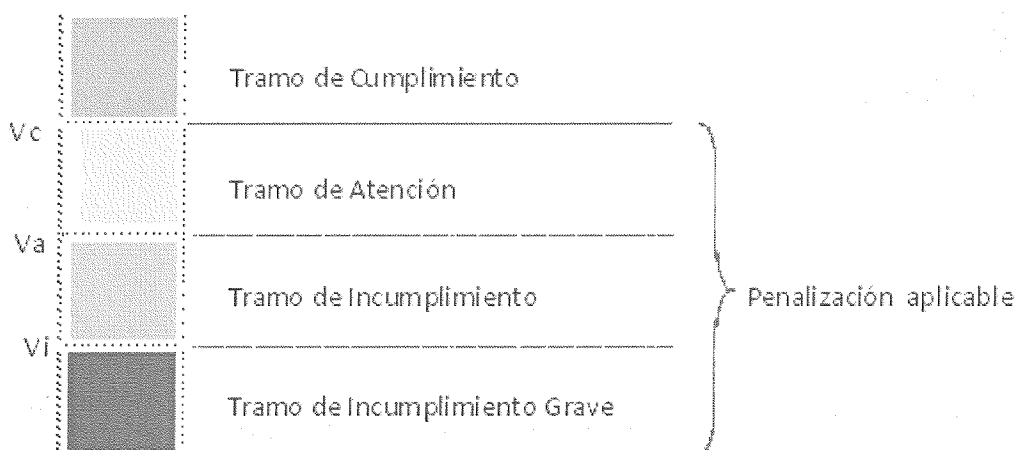 Tramo de Cumplimiento
Vc
Tramo de Atención
Va
Tramo de Incumplimiento
Penalización aplicable
Vi
Tramo de Incumplimiento Grave